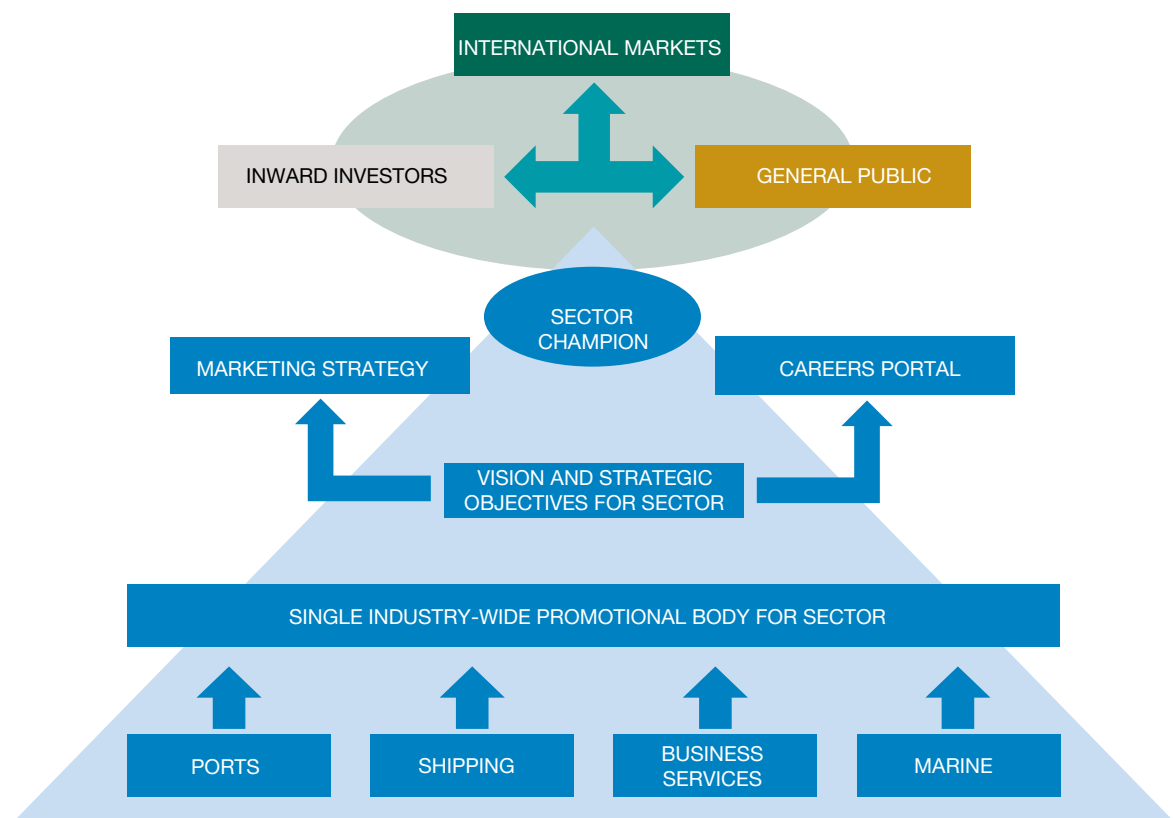 INTERNATIONAL MARKETS
INWARD INVESTORS
GENERAL PUBLIC
SECTOR
CHAMPION
MARKETING STRATEGY
CAREERS PORTAL
VISION AND STRATEGIC
OBJECTIVES FOR SECTOR
SINGLE INDUSTRY-WIDE PROMOTIONAL BODY FOR SECTOR
PORTS
SHIPPING
BUSINESS
SERVICES
MARINE